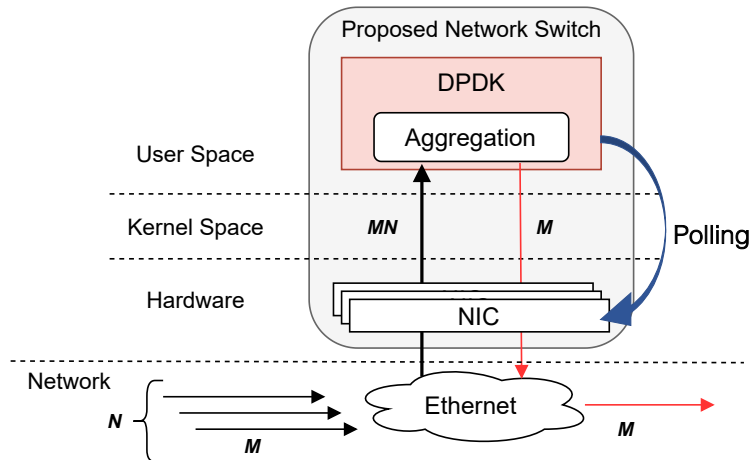 Proposed Network Switch
DPDK
Aggregation
User Space
Kernel Space
MN
M
Polling
Hardware
NIC
Network
N
M
Ethernet
M